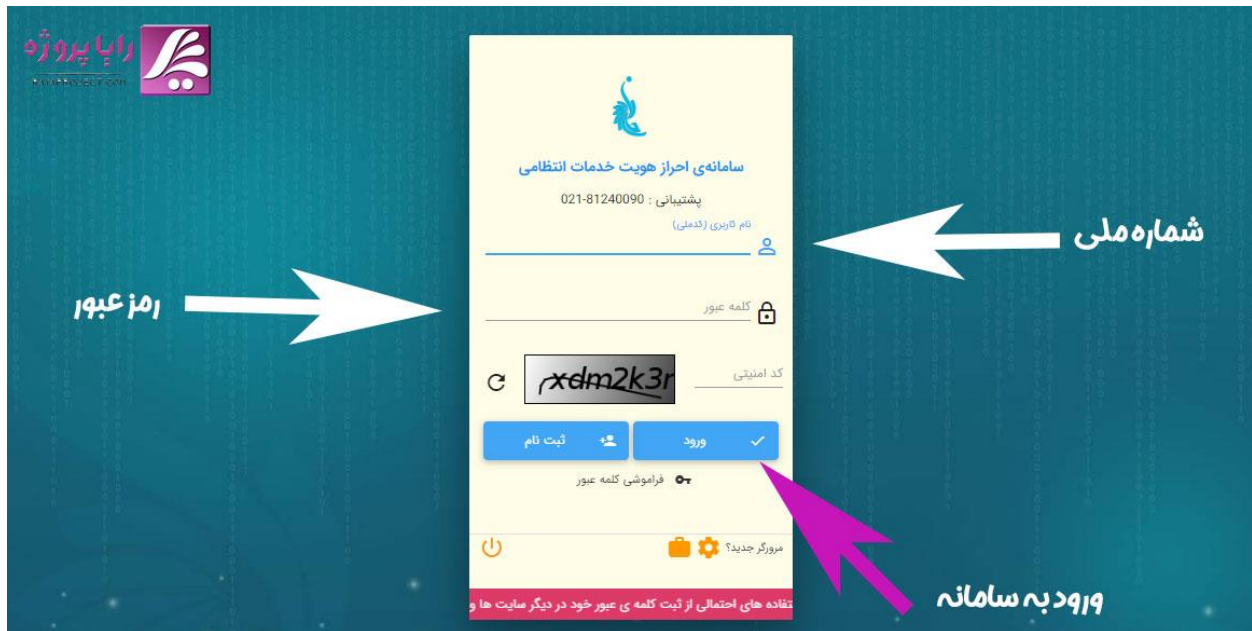 رایا پروژه
سامانه‌ی احراز هویت خدمات انتظامی
پشتیبانی : 81240090-021
نام کاربری (کدملی)
شماره ملی
کلمه عبور
رمز عبور
کد امنیتی
xdm2k3r
ورود
ثبت نام
فراموشی کلمه عبور
مرورگر جدید؟
تفاده های احتمالی از ثبت کلمه ی عبور خود در دیگر سایت ها و
ورود به سامانه